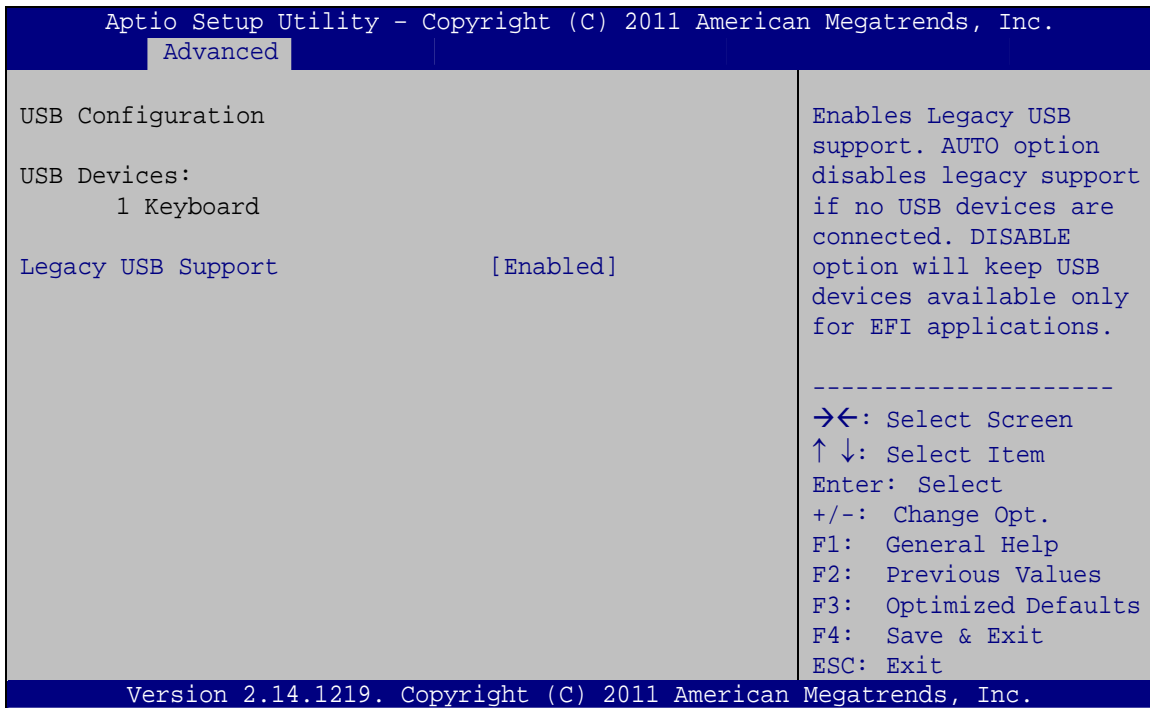 Aptio Setup Utility – Copyright (C) 2011 American Megatrends, Inc.
Advanced
USB Configuration
USB Devices:
1 Keyboard
Legacy USB Support [Enabled]
Enables Legacy USB
support. AUTO option
disables legacy support
if no USB devices are
connected. DISABLE
option will keep USB
devices available only
for EFI applications.
---------------------
→←: Select Screen
↑ ↓: Select Item
Enter: Select
+/-: Change Opt.
F1: General Help
F2: Previous Values
F3: Optimized Defaults
F4: Save & Exit
ESC: Exit
Version 2.14.1219. Copyright (C) 2011 American Megatrends, Inc.